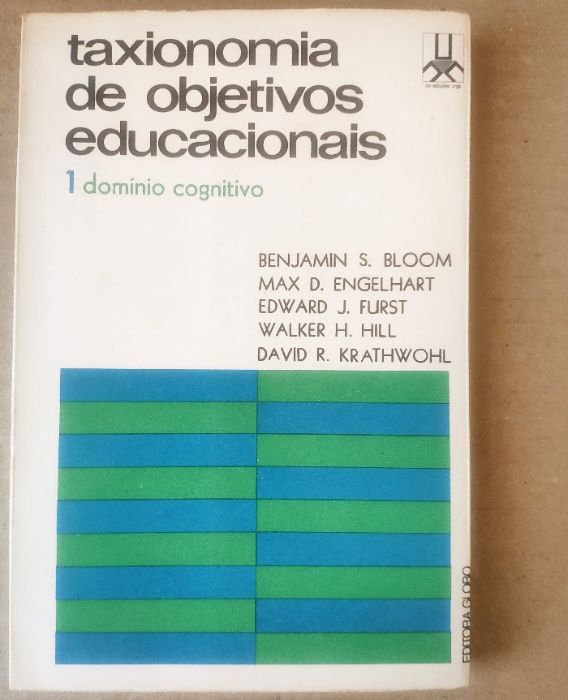 taxionomia
de objetivos
educacionais
1 domínio cognitivo
BENJAMIN S. BLOOM
MAX D. ENGELHART
EDWARD J. FURST
WALKER H. HILL
DAVID R. KRATHWOHL
EDITORA GLOBO